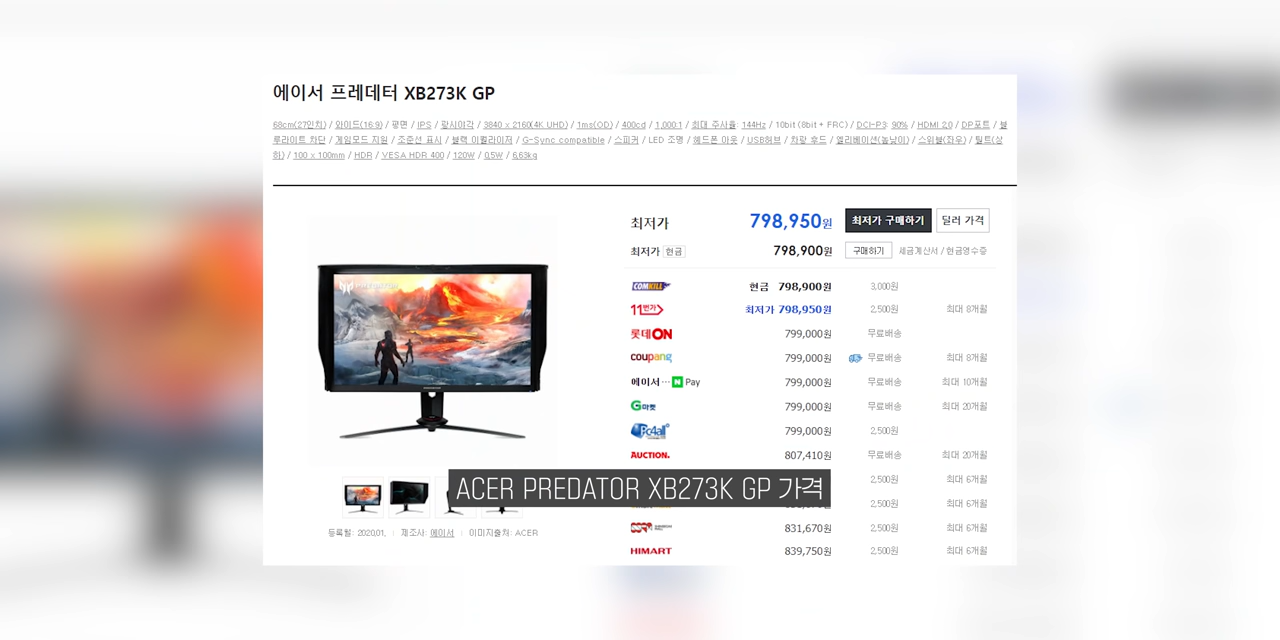 에이서 프레데터 XB273K GP
68cm(27인치) / 와이드(16:9) / 평면 / IPS / 광시야각 / 3840 x 2160(4K UHD) / 1ms(OD) / 400cd / 1,000:1 / 최대 주사율: 144Hz / 10bit (8bit + FRC) / DCI-P3: 90% / HDMI 2.0 / DP포트 / 블
루라이트 차단 / 게임모드 지원 / 조준선 표시 / 블랙 이퀄라이저 / G-Sync compatible / 스피커 / LED 조명 / 헤드폰 아웃 / USB허브 / 차광 후드 / 엘리베이션(높낮이) / 스위블(좌우) / 틸트(상
하) / 100 x 100mm / HDR / VESA HDR 400 / 120W / 0.5W / 6.63kg
최저가 798,950원 최저가 구매하기 딜러 가격
최저가 현금 798,900원 구매하기 세금계산서 / 현금영수증
COMKILL 현금 798,900원 3,000원
11번가 최저가 798,950원 2,500원 최대 8개월
롯데ON 799,000원 무료배송
coupang 799,000원 무료배송 최대 8개월
에이서… N Pay 799,000원 무료배송 최대 10개월
G마켓 799,000원 무료배송 최대 20개월
Pc4all 799,000원 2,500원
AUCTION. 807,410원 무료배송 최대 20개월
2,500원 최대 6개월
ACER PREDATOR XB273K GP 가격
2,500원 최대 6개월
831,670원 2,500원 최대 6개월
HIMART 839,750원 2,500원 최대 6개월
등록월: 2020.01. 제조사: 에이서 이미지출처: ACER